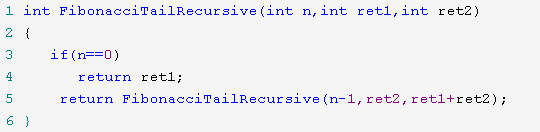 1 int FibonacciTailRecursive(int n,int ret1,int ret2)
2 {
3    if(n==0)
4       return ret1;
5     return FibonacciTailRecursive(n-1,ret2,ret1+ret2);
6 }